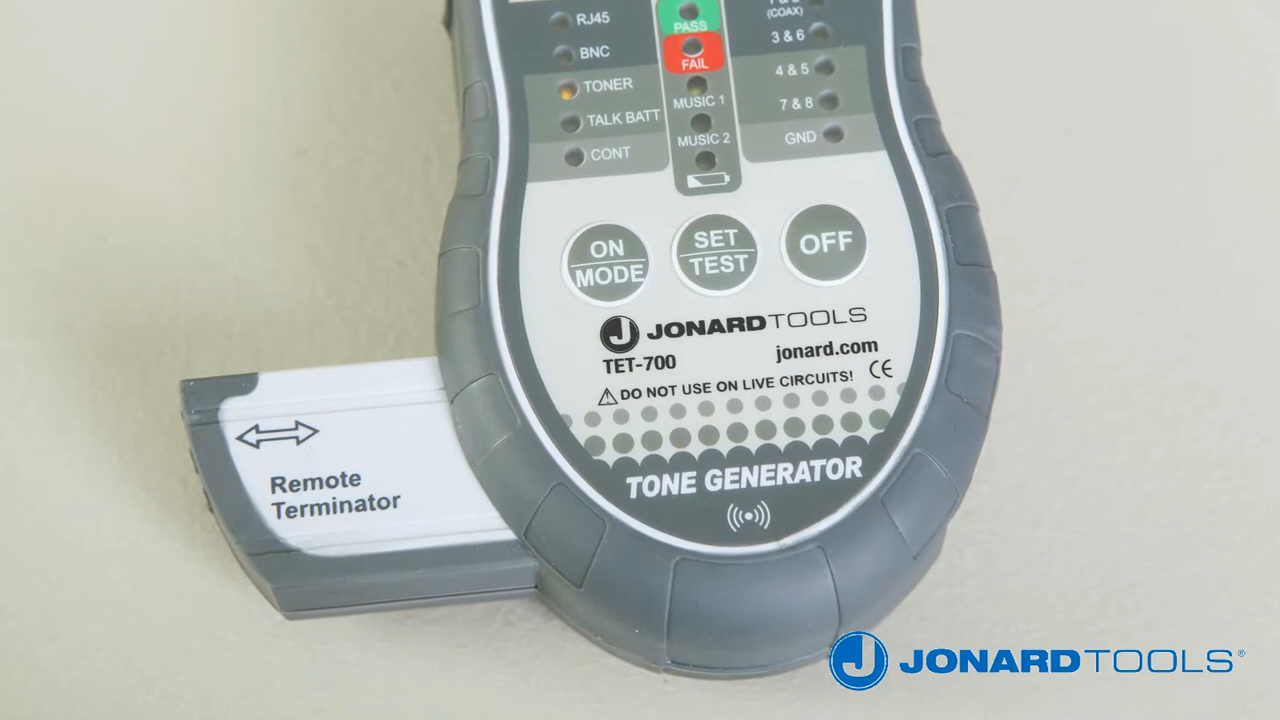 RJ45
BNC
TONER
TALK BATT
CONT
PASS
FAIL
MUSIC 1
MUSIC 2
(COAX)
3 & 6
4 & 5
7 & 8
GND
ON
MODE
SET
TEST
OFF
J JONARD TOOLS
TET-700
jonard.com
DO NOT USE ON LIVE CIRCUITS! CE
TONE GENERATOR
Remote
Terminator
J JONARD TOOLS®